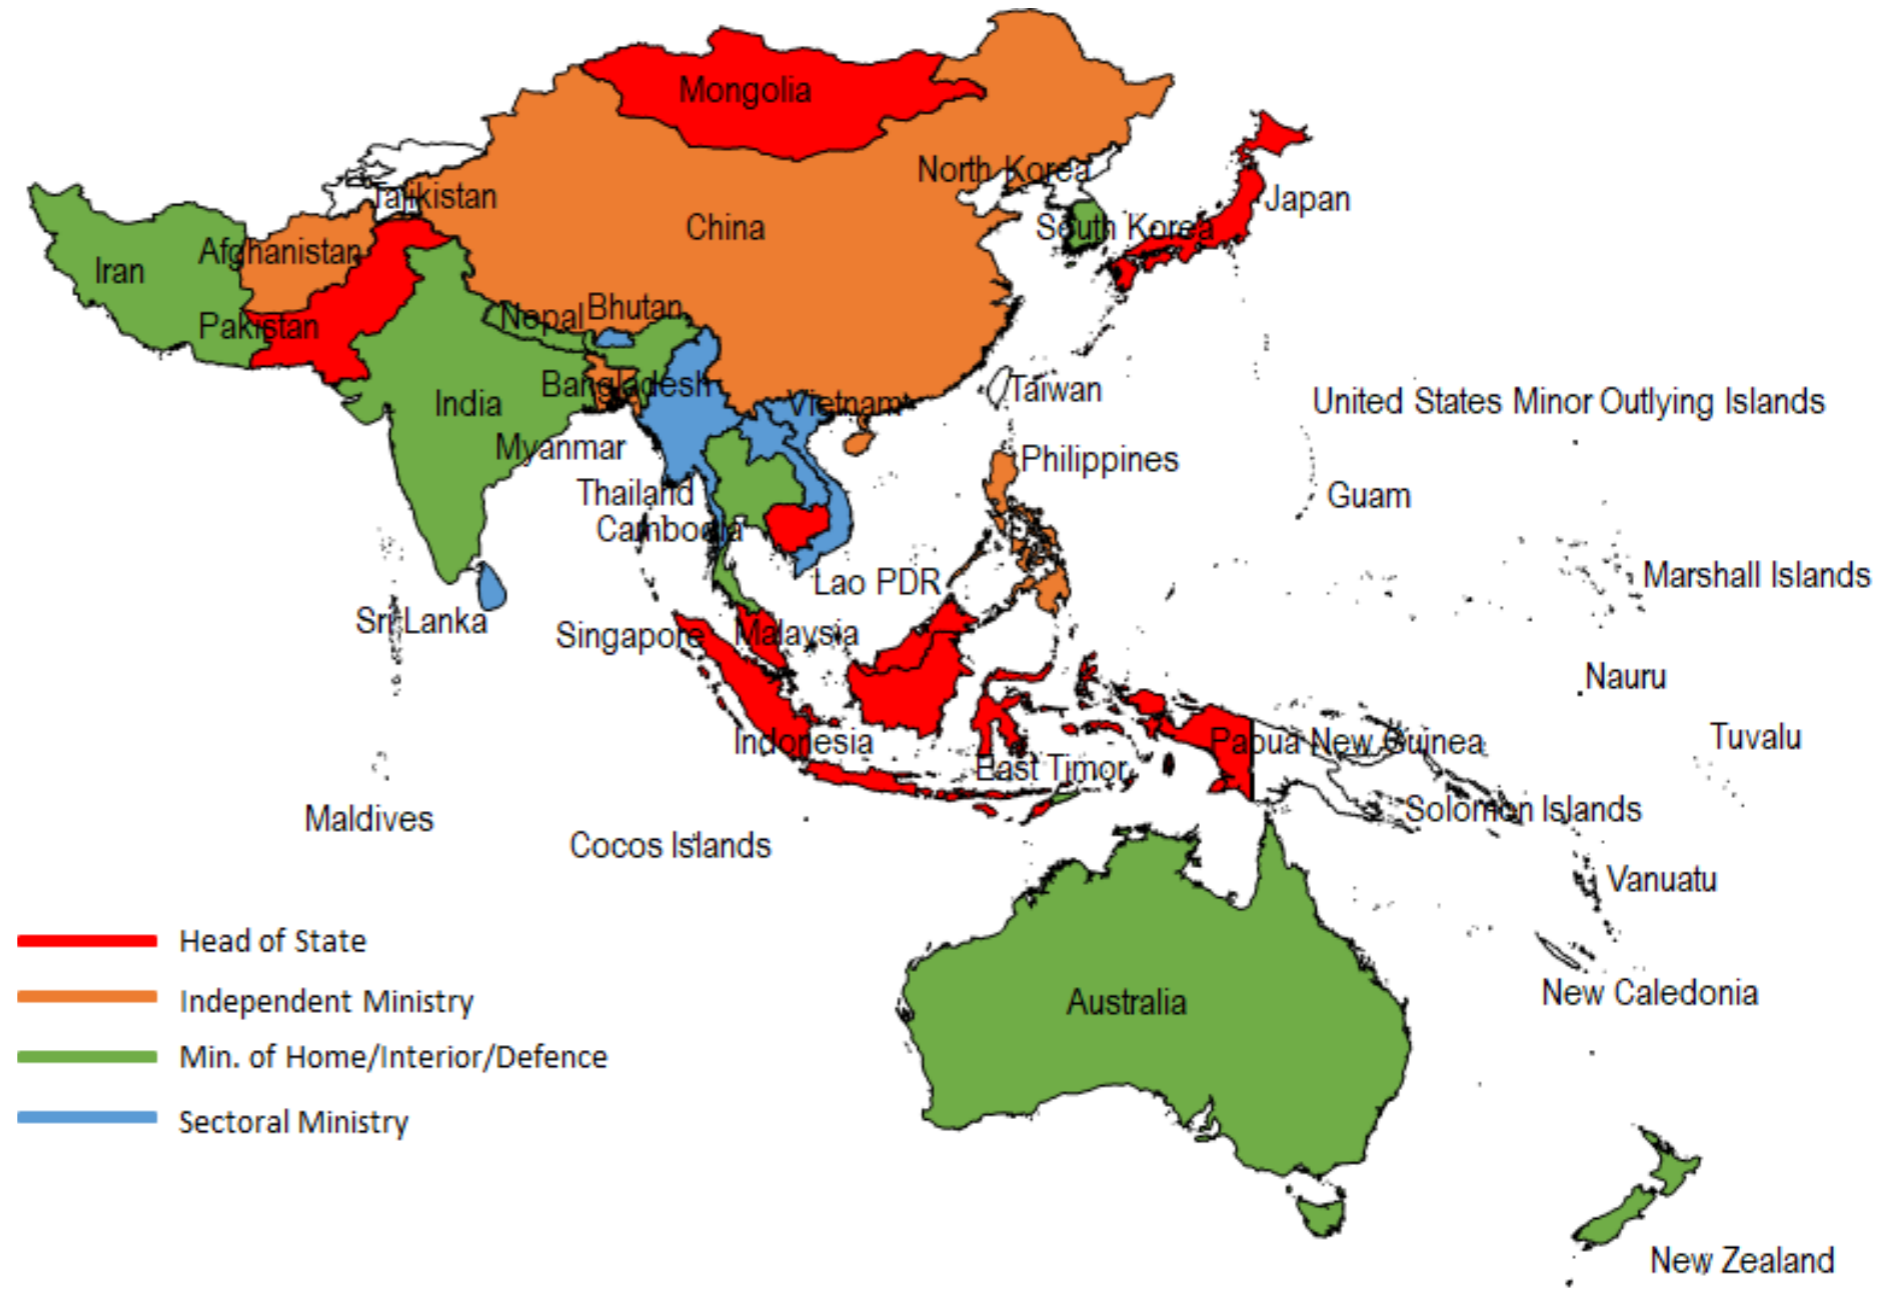 Mongolia
North Korea
Tajikistan
Japan
China
South Korea
Afghanistan
Iran
Nepal
Bhutan
Pakistan
Bangladesh
Taiwan
India
Vietnam
United States Minor Outlying Islands
Myanmar
Philippines
Thailand
Guam
Cambodia
Lao PDR
Marshall Islands
Sri Lanka
Singapore
Malaysia
Nauru
Indonesia
Papua New Guinea
Tuvalu
East Timor
Maldives
Solomon Islands
Cocos Islands
Vanuatu
Head of State
New Caledonia
Independent Ministry
Australia
Min. of Home/Interior/Defence
Sectoral Ministry
New Zealand